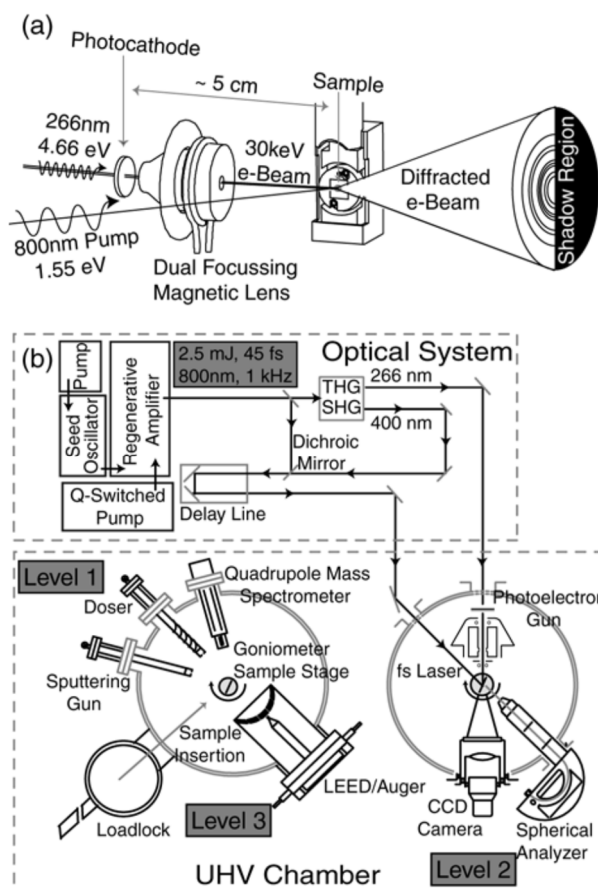 (a)
Photocathode
~ 5 cm
Sample
266nm
4.66 eV
30keV
e-Beam
Diffracted
e-Beam
Shadow Region
800nm Pump
1.55 eV
Dual Focussing
Magnetic Lens
(b)
Optical System
Pump
Seed
Oscillator
Regenerative
Amplifier
2.5 mJ, 45 fs
800nm, 1 kHz
THG
SHG
266 nm
400 nm
Dichroic
Mirror
Q-Switched
Pump
Delay Line
Level 1
Quadrupole Mass
Spectrometer
Doser
Goniometer
Sample Stage
Sputtering
Gun
Sample
Insertion
Loadlock
LEED/Auger
Level 3
Photoelectron
Gun
fs Laser
CCD
Camera
Spherical
Analyzer
Level 2
UHV Chamber